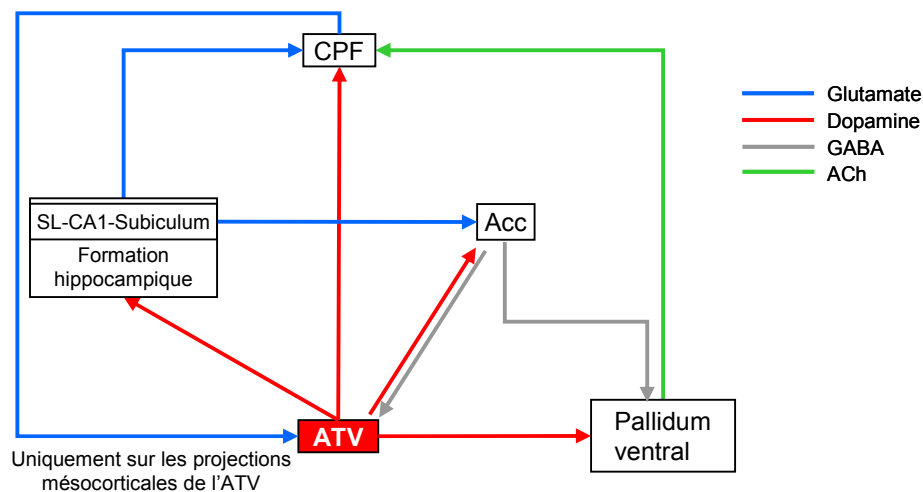 CPF
Glutamate
Dopamine
GABA
ACh
SL-CA1-Subiculum
Formation
hippocampique
Acc
ATV
Pallidum
ventral
Uniquement sur les projections
mésocorticales de l'ATV